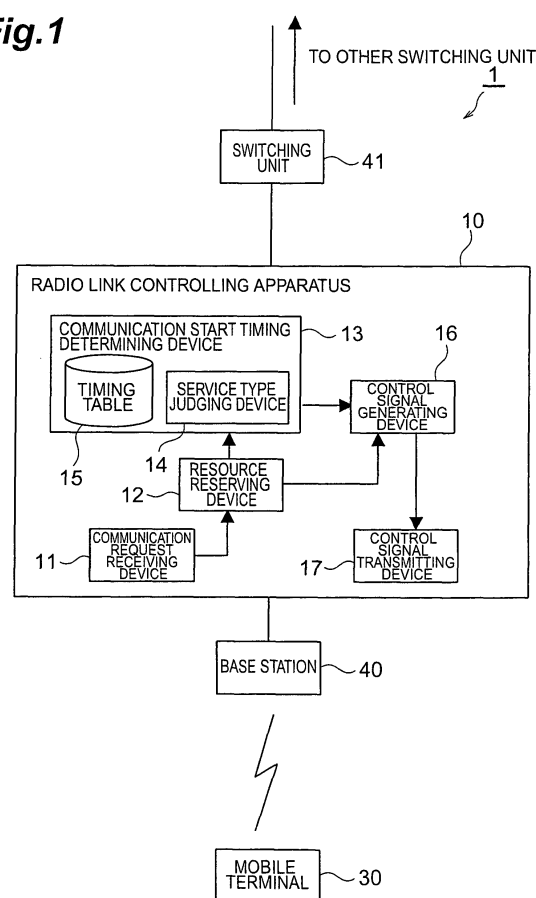 ig.1
TO OTHER SWITCHING UNIT
1
SWITCHING
UNIT
41
10
RADIO LINK CONTROLLING APPARATUS
COMMUNICATION START TIMING
DETERMINING DEVICE
13
16
TIMING
TABLE
SERVICE TYPE
JUDGING DEVICE
CONTROL
SIGNAL
GENERATING
DEVICE
15
14
12
RESOURCE
RESERVING
DEVICE
11
COMMUNICATION
REQUEST
RECEIVING
DEVICE
17
CONTROL
SIGNAL
TRANSMITTING
DEVICE
BASE STATION
40
MOBILE
TERMINAL
30